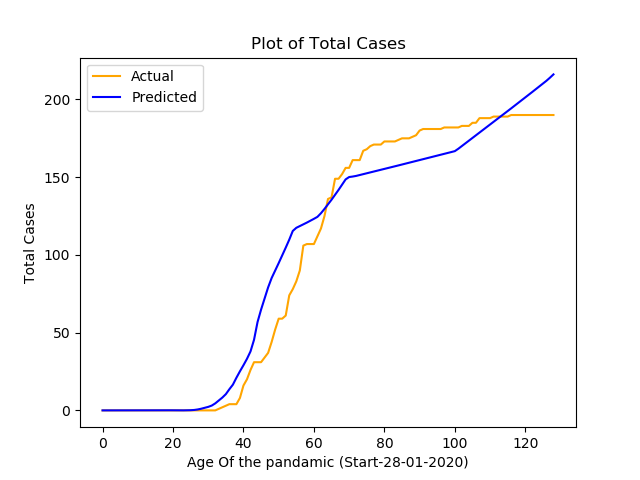 Plot of Total Cases
Actual
Predicted
200
150
100
50
0
Total Cases
0 20 40 60 80 100 120
Age Of the pandamic (Start-28-01-2020)